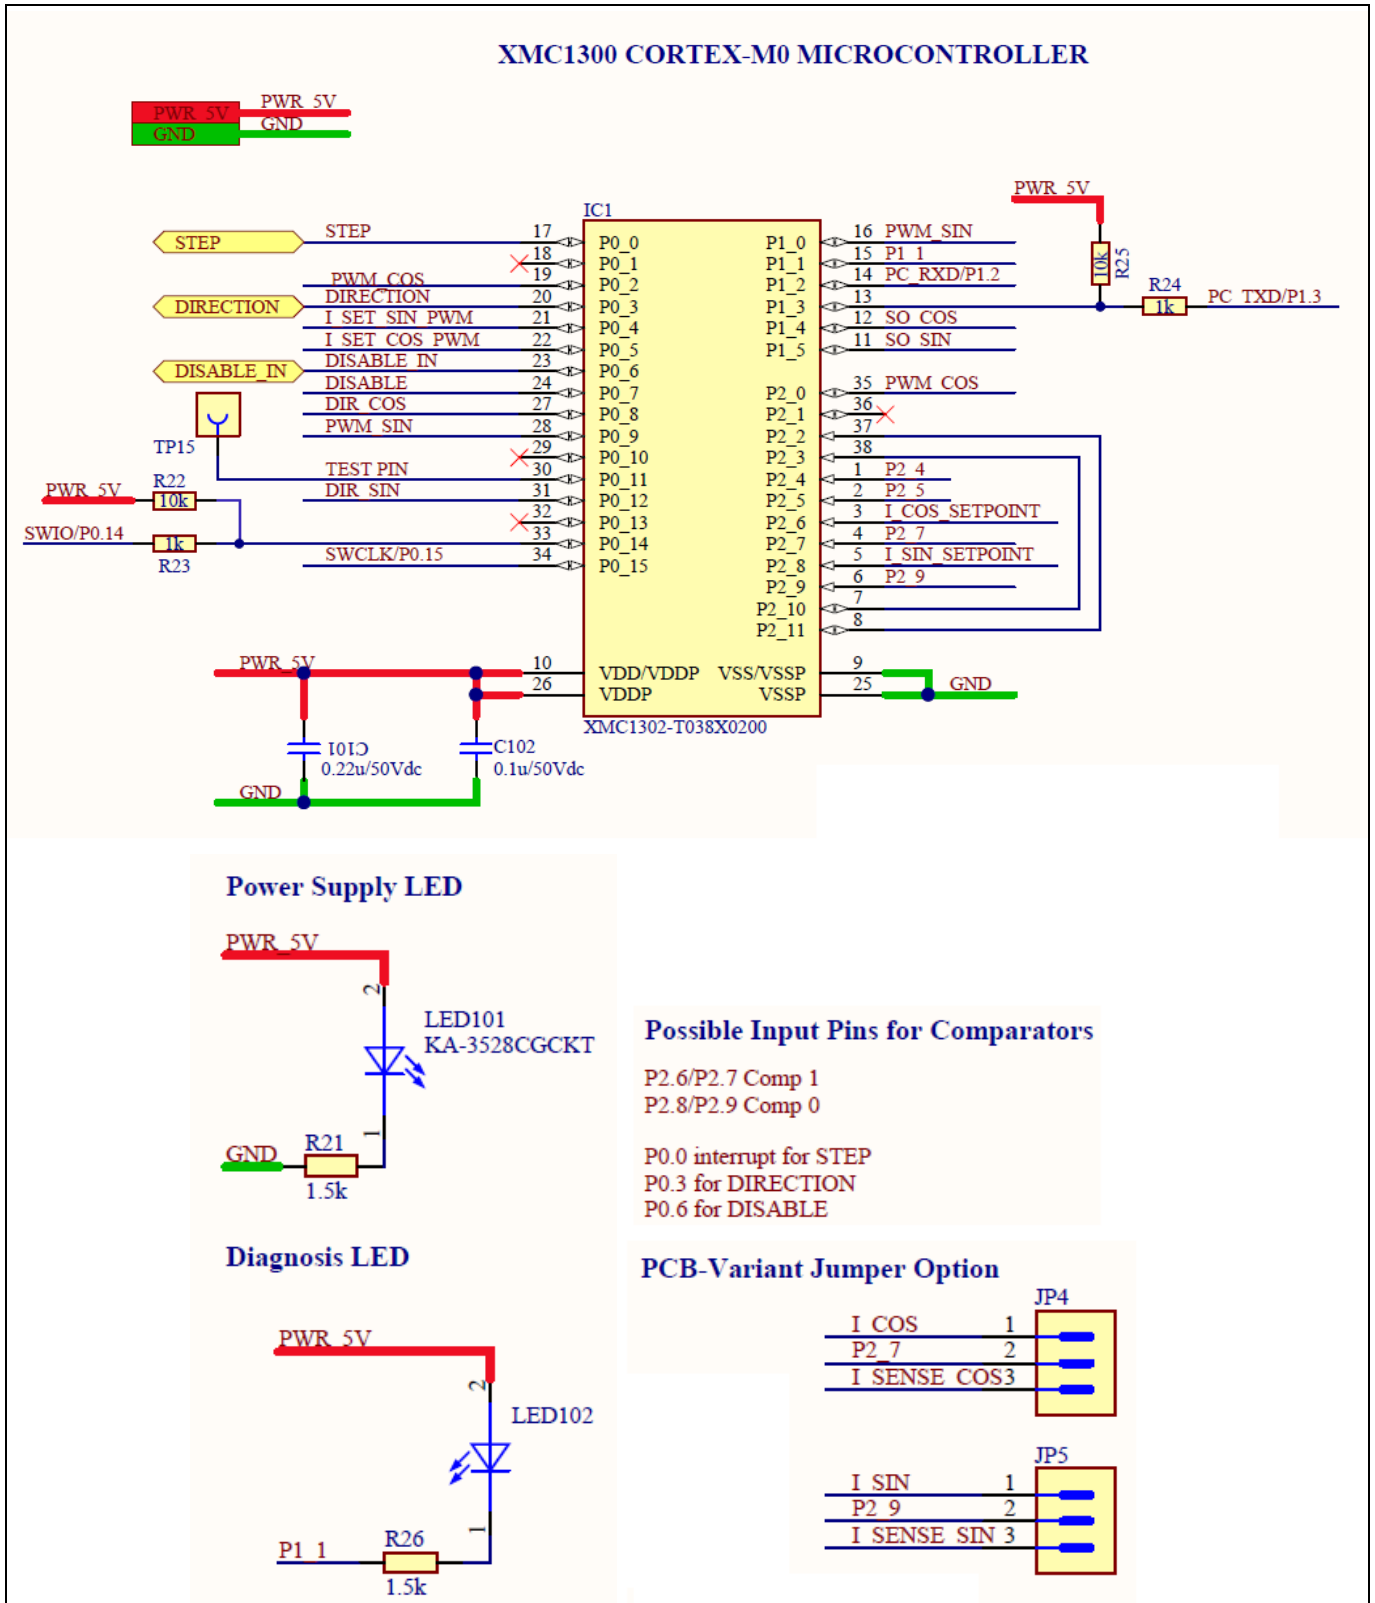 XMC1300 CORTEX-M0 MICROCONTROLLER
PWR_5V PWR_5V
GND GND
PWR_5V
IC1
STEP STEP 17 P0_0 P1_0 16 PWM_SIN
18 P0_1 P1_1 15 P1_1
PWM_COS 19 P0_2 P1_2 14 PC_RXD/P1.2
DIRECTION DIRECTION 20 P0_3 P1_3 13
10k R25
R24 1k PC_TXD/P1.3
I_SET_SIN_PWM 21 P0_4 P1_4 12 SO_COS
I_SET_COS_PWM 22 P0_5 P1_5 11 SO_SIN
DISABLE_IN DISABLE_IN 23 P0_6
DISABLE 24 P0_7 P2_0 35 PWM_COS
DIR_COS 27 P0_8 P2_1 36
PWM_SIN 28 P0_9 P2_2 37
TP15
29 P0_10 P2_3 38
TEST PIN 30 P0_11 P2_4 1 P2_4
PWR_5V R22 10k
DIR_SIN 31 P0_12 P2_5 2 P2_5
32 P0_13 P2_6 3 I_COS_SETPOINT
SWIO/P0.14 1k R23
33 P0_14 P2_7 4 P2_7
SWCLK/P0.15 34 P0_15 P2_8 5 I_SIN_SETPOINT
P2_9 6 P2_9
P2_10 7
P2_11 8
PWR_5V 10 VDD/VDDP VSS/VSSP 9
26 VDDP VSSP 25 GND
XMC1302-T038X0200
C101
0.22u/50Vdc
C102
0.1u/50Vdc
GND
Power Supply LED
PWR_5V
2
LED101
KA-3528CGCKT
1
GND R21
1.5k
Possible Input Pins for Comparators
P2.6/P2.7 Comp 1
P2.8/P2.9 Comp 0
P0.0 interrupt for STEP
P0.3 for DIRECTION
P0.6 for DISABLE
Diagnosis LED
PWR_5V
2
LED102
1
P1_1 R26
1.5k
PCB-Variant Jumper Option
JP4
I_COS 1
P2_7 2
I_SENSE_COS 3
JP5
I_SIN 1
P2_9 2
I_SENSE_SIN 3